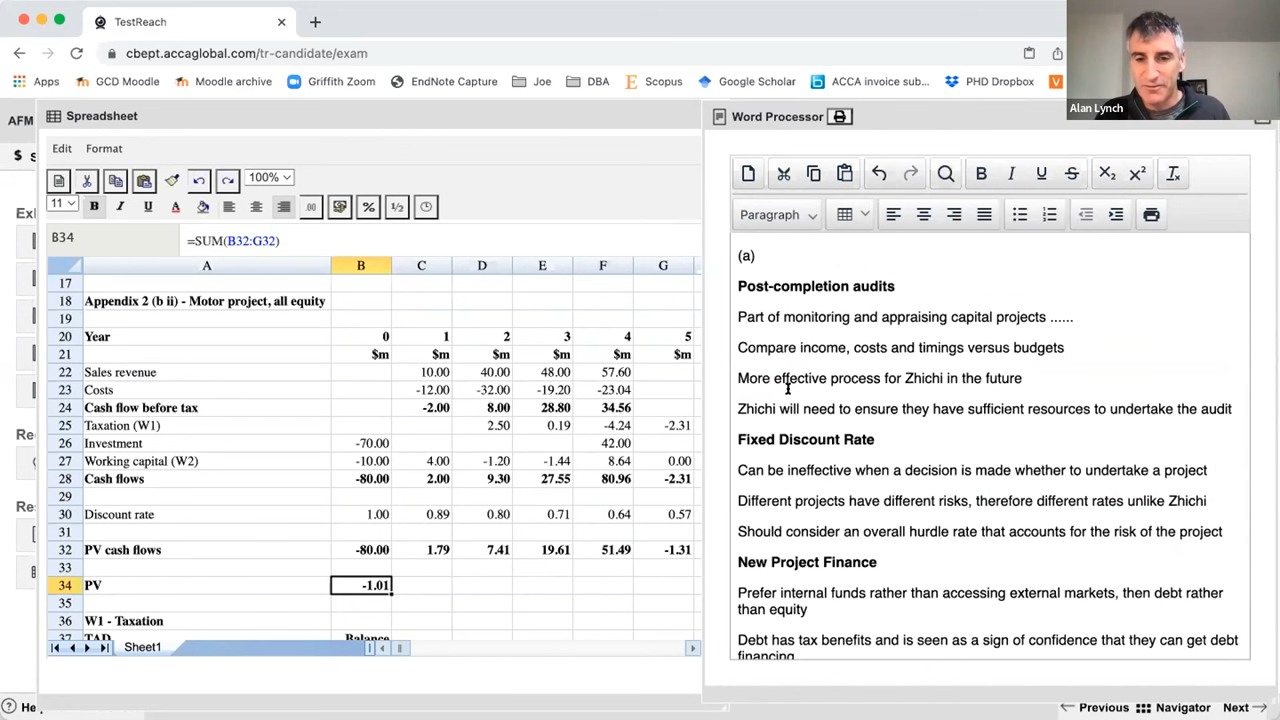 TestReach
cbept.accaglobal.com/tr-candidate/exam
Apps GCD Moodle Moodle archive Griffith Zoom EndNote Capture Joe DBA Scopus Google Scholar ACCA invoice sub... PHD Dropbox
Alan Lynch
AFM
Spreadsheet
Edit Format
100%
11
B34 =SUM(B32:G32)
A B C D E F G
17
18 Appendix 2 (b ii) - Motor project, all equity
19
20 Year 0 1 2 3 4 5
21 $m $m $m $m $m $m
22 Sales revenue 10.00 40.00 48.00 57.60
23 Costs -12.00 -32.00 -19.20 -23.04
24 Cash flow before tax -2.00 8.00 28.80 34.56
25 Taxation (W1) 2.50 0.19 -4.24 -2.31
26 Investment -70.00 42.00
27 Working capital (W2) -10.00 4.00 -1.20 -1.44 8.64 0.00
28 Cash flows -80.00 2.00 9.30 27.55 80.96 -2.31
29
30 Discount rate 1.00 0.89 0.80 0.71 0.64 0.57
31
32 PV cash flows -80.00 1.79 7.41 19.61 51.49 -1.31
33
34 PV -1.01
35
36 W1 - Taxation
37 TAD Balance
Sheet1
Word Processor
Paragraph
(a)
Post-completion audits
Part of monitoring and appraising capital projects ......
Compare income, costs and timings versus budgets
More effective process for Zhichi in the future
Zhichi will need to ensure they have sufficient resources to undertake the audit
Fixed Discount Rate
Can be ineffective when a decision is made whether to undertake a project
Different projects have different risks, therefore different rates unlike Zhichi
Should consider an overall hurdle rate that accounts for the risk of the project
New Project Finance
Prefer internal funds rather than accessing external markets, then debt rather
than equity
Debt has tax benefits and is seen as a sign of confidence that they can get debt
financing
Previous Navigator Next